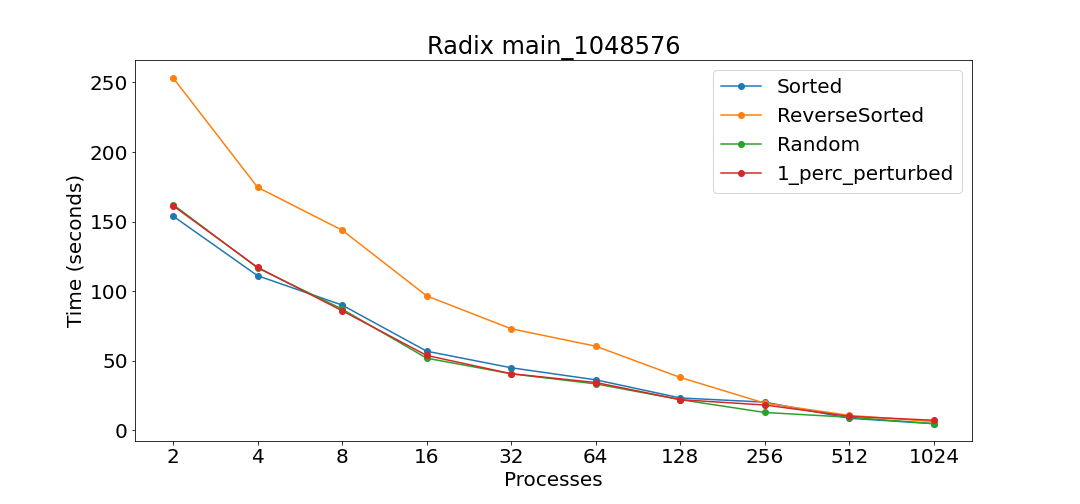 Radix main_1048576
Sorted
ReverseSorted
Random
1_perc_perturbed
Time (seconds)
250
200
150
100
50
0
2 4 8 16 32 64 128 256 512 1024
Processes